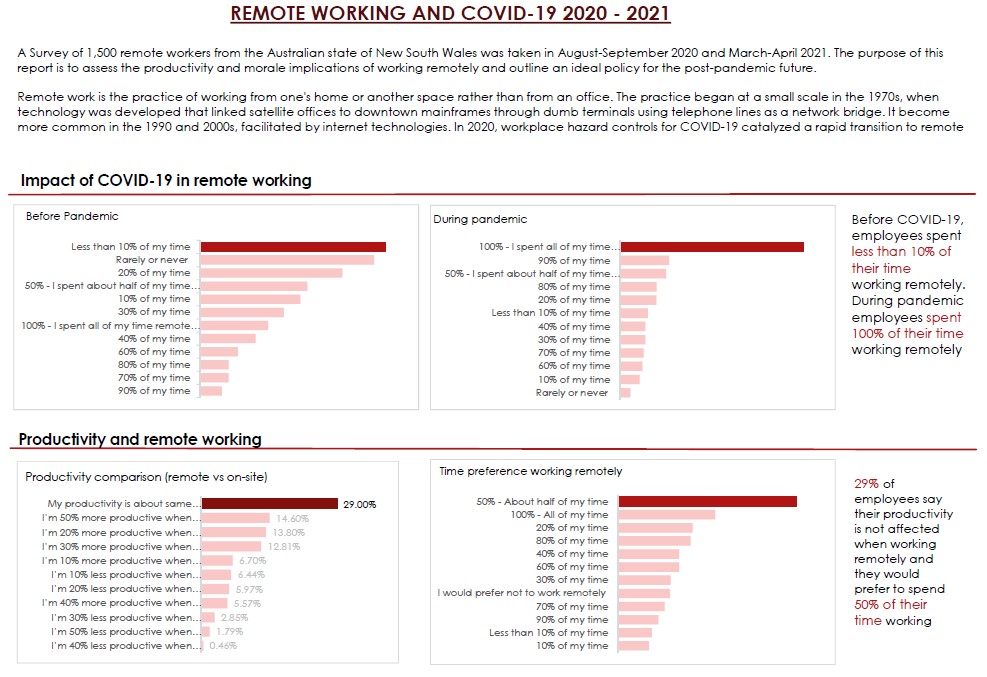 REMOTE WORKING AND COVID-19 2020 - 2021
A Survey of 1,500 remote workers from the Australian state of New South Wales was taken in August-September 2020 and March-April 2021. The purpose of this
report is to assess the productivity and morale implications of working remotely and outline an ideal policy for the post-pandemic future.
Remote work is the practice of working from one's home or another space rather than from an office. The practice began at a small scale in the 1970s, when
technology was developed that linked satellite offices to downtown mainframes through dumb terminals using telephone lines as a network bridge. It become
more common in the 1990 and 2000s, facilitated by internet technologies. In 2020, workplace hazard controls for COVID-19 catalyzed a rapid transition to remote
Impact of COVID-19 in remote working
Before Pandemic
Less than 10% of my time
Rarely or never
20% of my time
50% - I spent about half of my time...
10% of my time
30% of my time
100% - I spent all of my time remote...
40% of my time
60% of my time
80% of my time
70% of my time
90% of my time
During pandemic
100% - I spent all of my time...
90% of my time
50% - I spent about half of my time...
80% of my time
20% of my time
Less than 10% of my time
40% of my time
30% of my time
70% of my time
60% of my time
10% of my time
Rarely or never
Before COVID-19,
employees spent
less than 10% of
their time
working remotely.
During pandemic
employees spent
100% of their time
working remotely
Productivity and remote working
Productivity comparison (remote vs on-site)
My productivity is about same... 29.00%
I'm 50% more productive when... 14.60%
I'm 20% more productive when... 13.80%
I'm 30% more productive when... 12.81%
I'm 10% more productive when... 6.70%
I'm 10% less productive when... 6.44%
I'm 20% less productive when... 5.97%
I'm 40% more productive when... 5.57%
I'm 30% less productive when... 2.85%
I'm 50% less productive when... 1.79%
I'm 40% less productive when... 0.46%
Time preference working remotely
50% - About half of my time
100% - All of my time
20% of my time
80% of my time
40% of my time
60% of my time
30% of my time
I would prefer not to work remotely
70% of my time
90% of my time
Less than 10% of my time
10% of my time
29% of
employees say
their productivity
is not affected
when working
remotely and
they would
prefer to spend
50% of their
time working